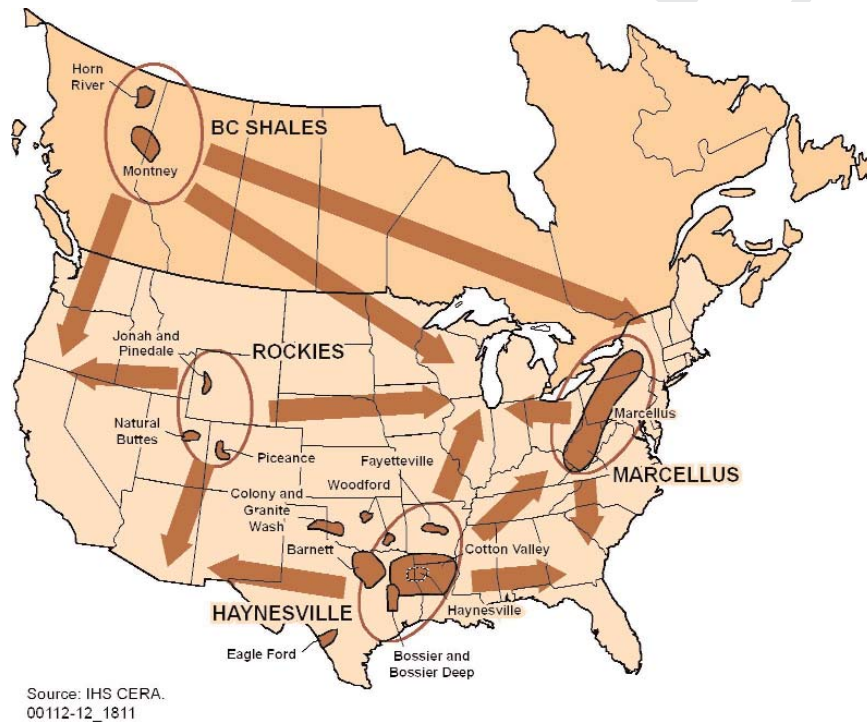 Horn
River
BC SHALES
Montney
Jonah and
Pinedale
ROCKIES
Natural
Buttes
Piceance
Marcellus
MARCELLUS
Fayetteville
Woodford
Colony and
Granite
Wash
Barnett
Cotton Valley
HAYNESVILLE
Haynesville
Eagle Ford
Bossier and
Bossier Deep
Source: IHS CERA.
00112-12_1811